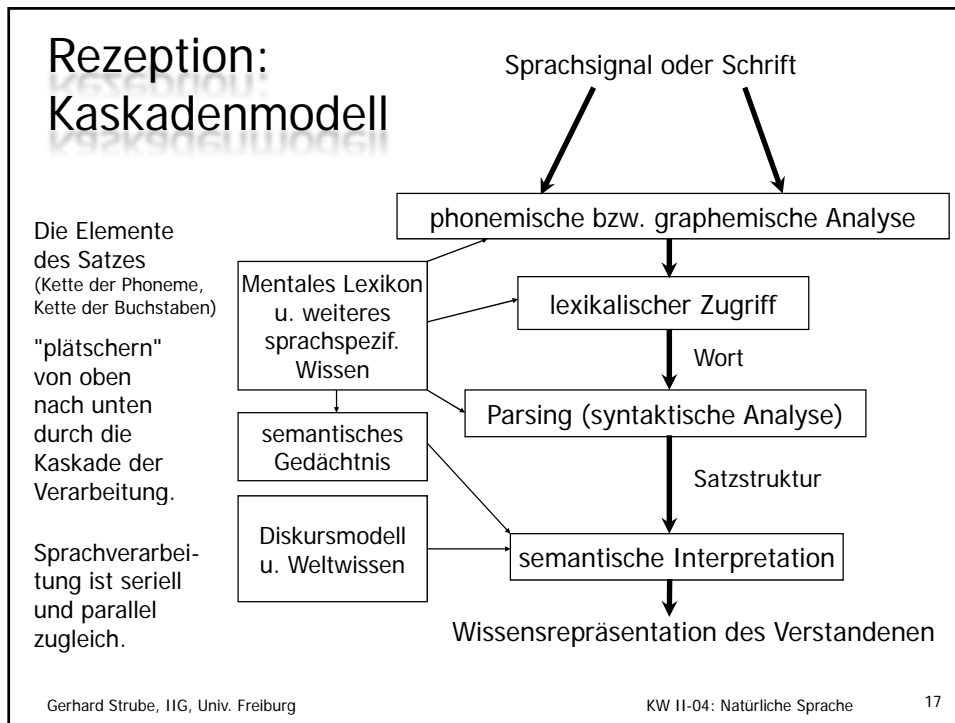 Rezeption:
Kaskadenmodell
Sprachsignal oder Schrift
phonemische bzw. graphemische Analyse
Die Elemente
des Satzes
(Kette der Phoneme,
Kette der Buchstaben)
"plätschern"
von oben
nach unten
durch die
Kaskade der
Verarbeitung.
Sprachverarbei-
tung ist seriell
und parallel
zugleich.
Mentales Lexikon
u. weiteres
sprachspezif.
Wissen
semantisches
Gedächtnis
Diskursmodell
u. Weltwissen
lexikalischer Zugriff
Wort
Parsing (syntaktische Analyse)
Satzstruktur
semantische Interpretation
Wissensrepräsentation des Verstandenen
Gerhard Strube, IIG, Univ. Freiburg
KW II-04: Natürliche Sprache
17